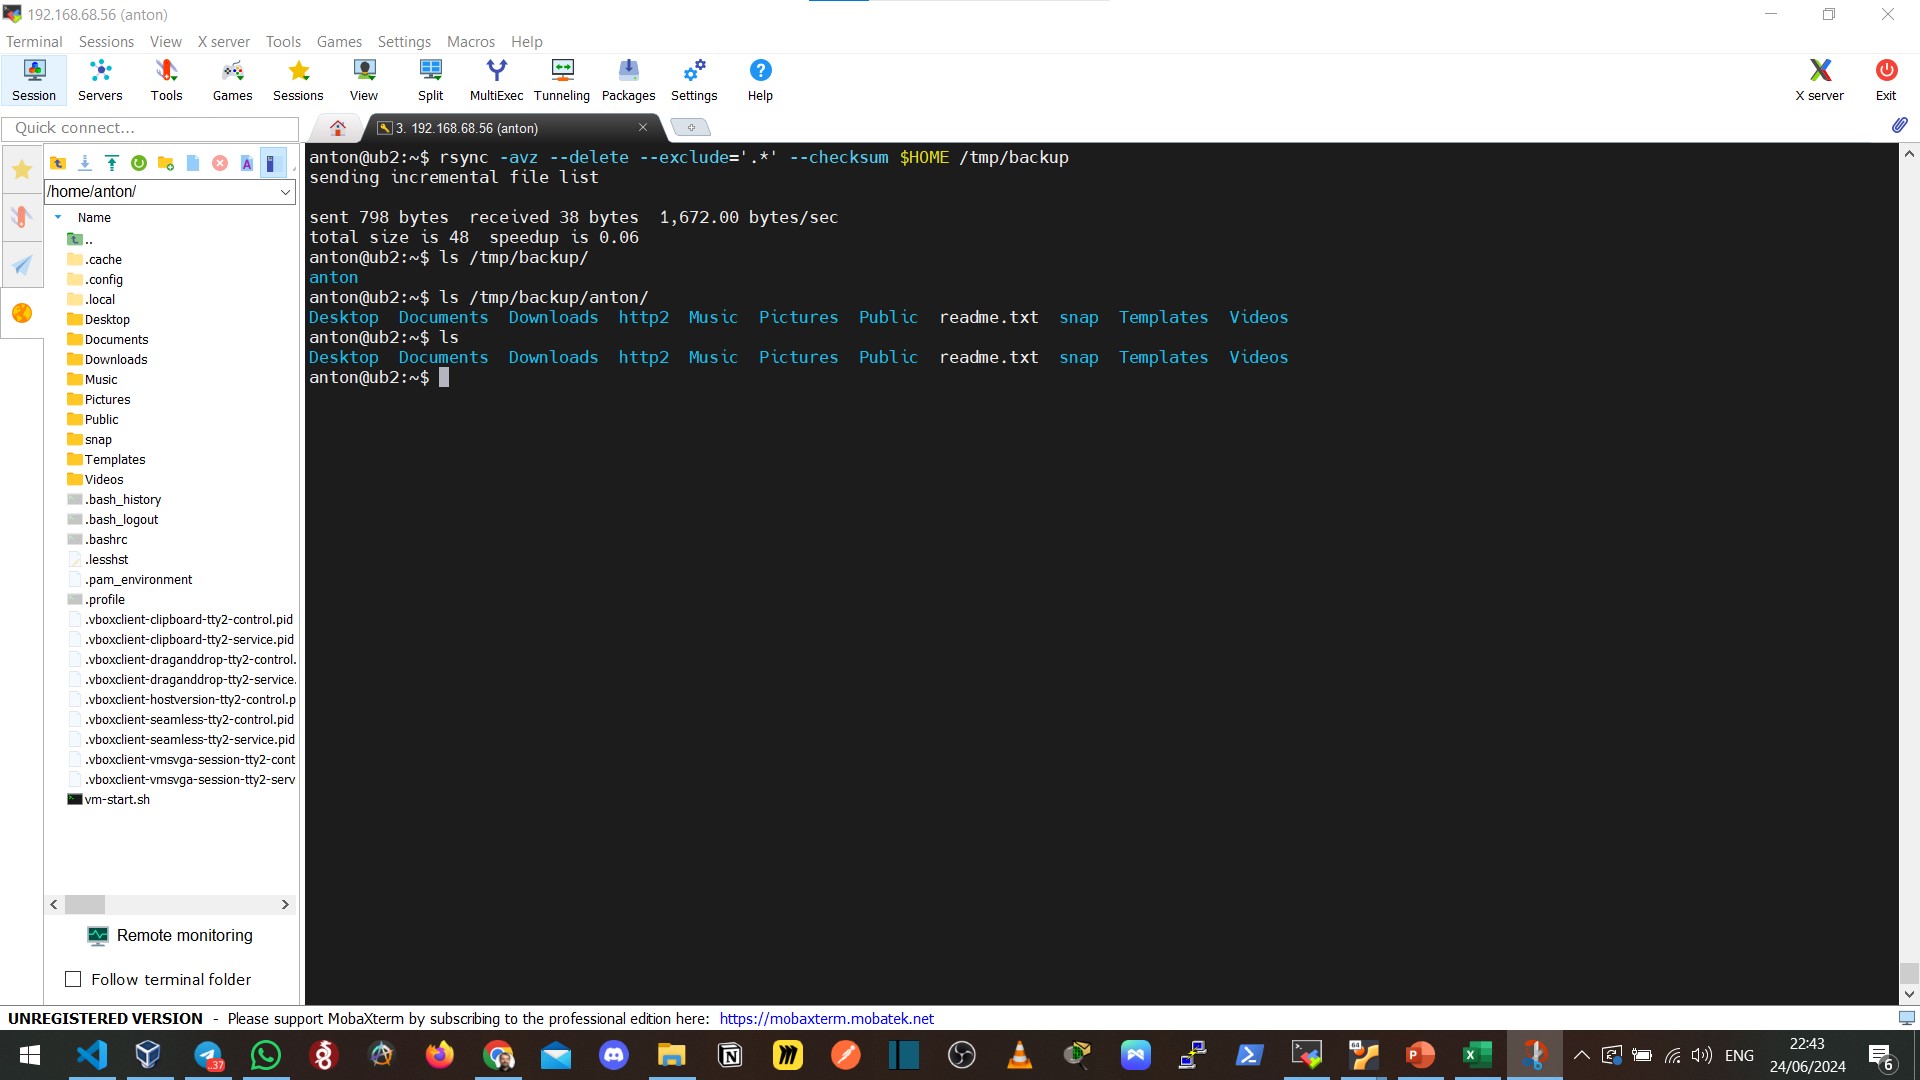 192.168.68.56 (anton)
Terminal Sessions View X server Tools Games Settings Macros Help
Session Servers Tools Games Sessions View Split MultiExec Tunneling Packages Settings Help X server Exit
Quick connect...
3. 192.168.68.56 (anton)
/home/anton/
Name
..
.cache
.config
.local
Desktop
Documents
Downloads
Music
Pictures
Public
snap
Templates
Videos
.bash_history
.bash_logout
.bashrc
.lesshst
.pam_environment
.profile
.vboxclient-clipboard-tty2-control.pid
.vboxclient-clipboard-tty2-service.pid
.vboxclient-draganddrop-tty2-control.
.vboxclient-draganddrop-tty2-service.
.vboxclient-hostversion-tty2-control.p
.vboxclient-seamless-tty2-control.pid
.vboxclient-seamless-tty2-service.pid
.vboxclient-vmsvga-session-tty2-cont
.vboxclient-vmsvga-session-tty2-serv
vm-start.sh
Remote monitoring
Follow terminal folder
anton@ub2:~$ rsync -avz --delete --exclude='.*' --checksum $HOME /tmp/backup
sending incremental file list
sent 798 bytes  received 38 bytes  1,672.00 bytes/sec
total size is 48  speedup is 0.06
anton@ub2:~$ ls /tmp/backup/
anton
anton@ub2:~$ ls /tmp/backup/anton/
Desktop  Documents  Downloads  http2  Music  Pictures  Public  readme.txt  snap  Templates  Videos
anton@ub2:~$ ls
Desktop  Documents  Downloads  http2  Music  Pictures  Public  readme.txt  snap  Templates  Videos
anton@ub2:~$
UNREGISTERED VERSION - Please support MobaXterm by subscribing to the professional edition here: https://mobaxterm.mobatek.net
..37
64
ENG
22:43
24/06/2024
6